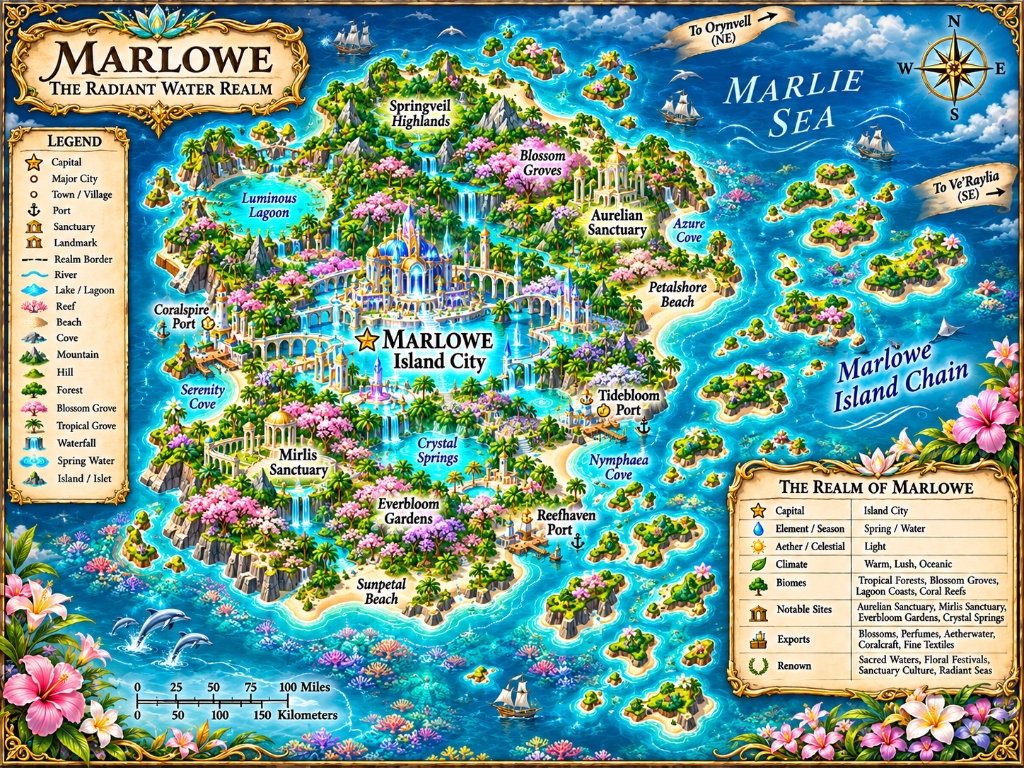 MARLOWE
THE RADIANT WATER REALM
To Orynvell
(NE)
N
W
E
S
MARLIE
SEA
To Ve'Raylia
(SE)
LEGEND
Capital
Major City
Town / Village
Port
Sanctuary
Landmark
Realm Border
River
Lake / Lagoon
Reef
Beach
Cove
Mountain
Hill
Forest
Blossom Grove
Tropical Grove
Waterfall
Spring Water
Island / Islet
Springveil
Highlands
Blossom
Groves
Luminous
Lagoon
Aurelian
Sanctuary
Azure
Cove
Petalshore
Beach
Coralspire
Port
MARLOWE
Island City
Serenity
Cove
Tidebloom
Port
Marlowe
Island Chain
Mirlis
Sanctuary
Crystal
Springs
Nymphaea
Cove
Everbloom
Gardens
Reefhaven
Port
Sunpetal
Beach
THE REALM OF MARLOWE
Capital Island City
Element / Season Spring / Water
Aether / Celestial Light
Climate Warm, Lush, Oceanic
Biomes Tropical Forests, Blossom Groves,
Lagoon Coasts, Coral Reefs
Notable Sites Aurelian Sanctuary, Mirlis Sanctuary,
Everbloom Gardens, Crystal Springs
Exports Blossoms, Perfumes, Aetherwater,
Coralcraft, Fine Textiles
Renown Sacred Waters, Floral Festivals,
Sanctuary Culture, Radiant Seas
0 25 50 75 100 Miles
0 50 100 150 Kilometers